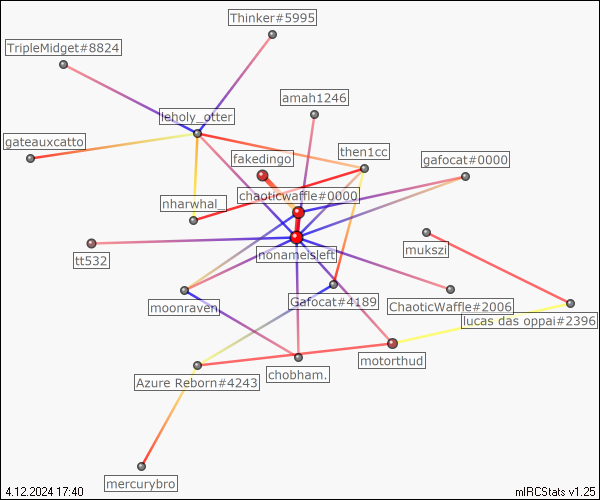 Thinker#5995
TripleMidget#8824
amah1246
leholy_otter
gateauxcatto
then1cc
fakedingo
gafocat#0000
chaoticwaffle#0000
nharwhal_
mukszi
nonameisleft
tt532
moonraven
Gafocat#4189
ChaoticWaffle#2006
lucas das oppai#2396
motorthud
chobham.
Azure Reborn#4243
mercurybro
4.12.2024 17:40
mIRCStats v1.25